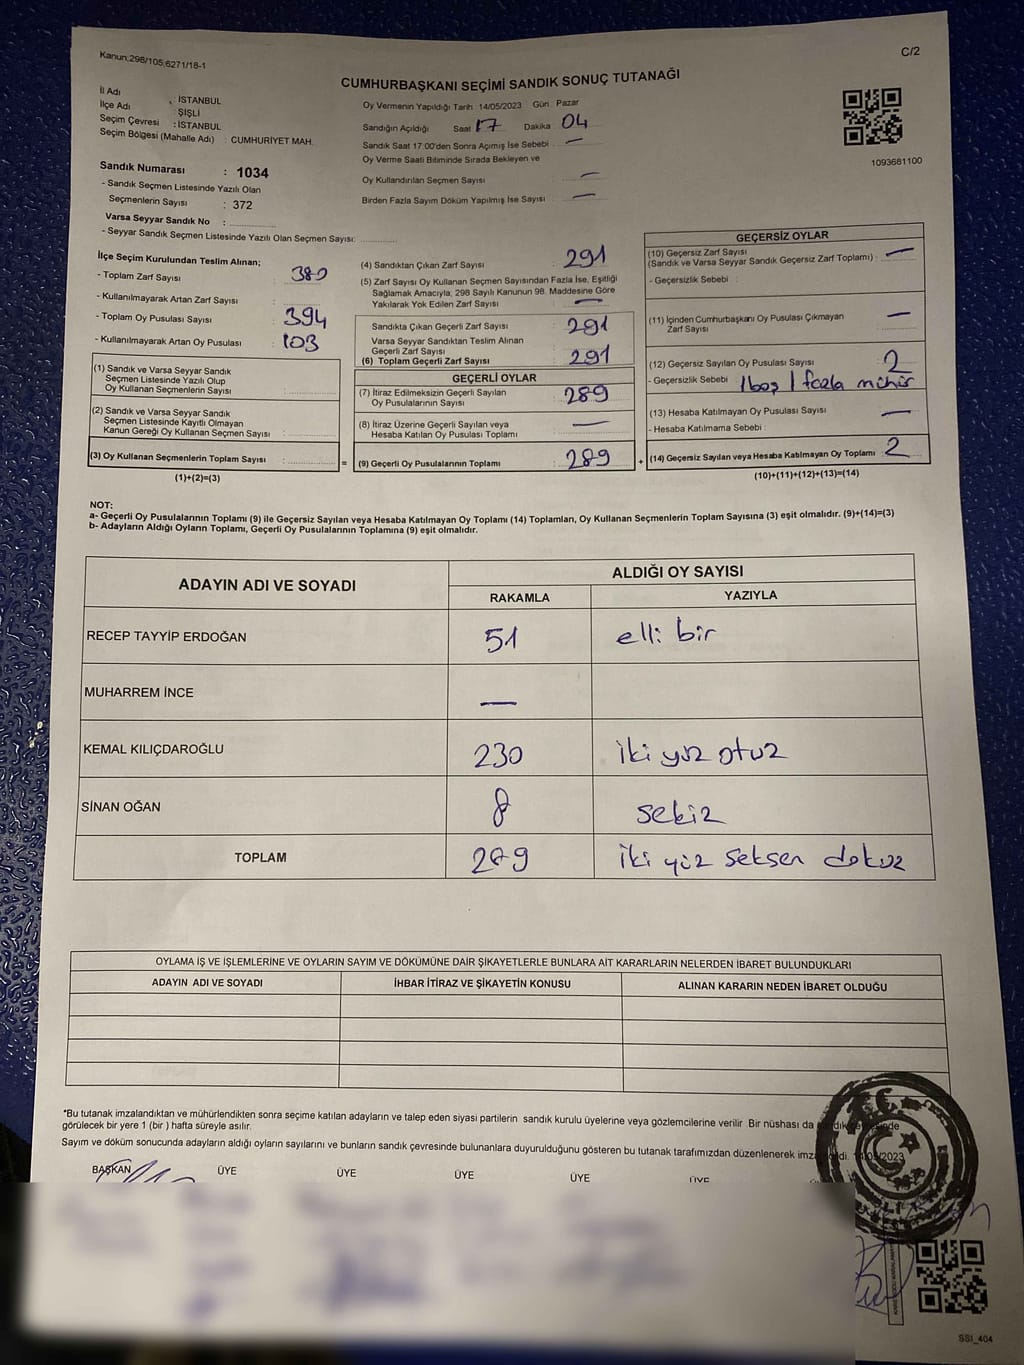 Kanun;298/105;6271/18-1
C/2
CUMHURBAŞKANI SEÇİMİ SANDIK SONUÇ TUTANAĞI
İl Adı : İSTANBUL
İlçe Adı ŞİŞLİ
Seçim Çevresi : İSTANBUL
Seçim Bölgesi (Mahalle Adı) : CUMHURİYET MAH.
Sandık Numarası : 1034
- Sandık Seçmen Listesinde Yazılı Olan
Seçmenlerin Sayısı : 372
Varsa Seyyar Sandık No :
- Seyyar Sandık Seçmen Listesinde Yazılı Olan Seçmen Sayısı:
Oy Vermenin Yapıldığı Tarih: 14/05/2023 Gün: Pazar
Sandığın Açıldığı Saat 17 Dakika 04
Sandık Saat 17:00'den Sonra Açmış İse Sebebi : —
Oy Verme Saati Bitiminde Sırada Bekleyen ve
Oy Kullandırılan Seçmen Sayısı : —
Birden Fazla Sayım Döküm Yapılmış İse Sayısı : —
1093681100
İlçe Seçim Kurulundan Teslim Alınan;
- Toplam Zarf Sayısı : 380
- Kullanılmayarak Artan Zarf Sayısı :
- Toplam Oy Pusulası Sayısı : 394
- Kullanılmayarak Artan Oy Pusulası : 103
(1) Sandık ve Varsa Seyyar Sandık
Seçmen Listesinde Yazılı Olup
Oy Kullanan Seçmenlerin Sayısı :
(2) Sandık ve Varsa Seyyar Sandık
Seçmen Listesinde Kayıtlı Olmayan
Kanun Gereği Oy Kullanan Seçmen Sayısı :
(3) Oy Kullanan Seçmenlerin Toplam Sayısı :
(1)+(2)=(3)
(4) Sandıktan Çıkan Zarf Sayısı : 291
(5) Zarf Sayısı Oy Kullanan Seçmen Sayısından Fazla İse, Eşitliği
Sağlamak Amacıyla; 298 Sayılı Kanunun 98. Maddesine Göre
Yakılarak Yok Edilen Zarf Sayısı : —
Sandıkta Çıkan Geçerli Zarf Sayısı : 291
Varsa Seyyar Sandıktan Teslim Alınan
Geçerli Zarf Sayısı :
(6) Toplam Geçerli Zarf Sayısı : 291
GEÇERLİ OYLAR
(7) İtiraz Edilmeksizin Geçerli Sayılan
Oy Pusulalarının Sayısı : 289
(8) İtiraz Üzerine Geçerli Sayılan veya
Hesaba Katılan Oy Pusulası Toplamı : —
= (9) Geçerli Oy Pusulalarının Toplamı : 289 +
GEÇERSİZ OYLAR
(10) Geçersiz Zarf Sayısı
(Sandık ve Varsa Seyyar Sandık Geçersiz Zarf Toplamı) : —
- Geçersizlik Sebebi :
(11) İçinden Cumhurbaşkanı Oy Pusulası Çıkmayan
Zarf Sayısı : —
(12) Geçersiz Sayılan Oy Pusulası Sayısı : 2
- Geçersizlik Sebebi : 1 boş 1 fazla mühür
(13) Hesaba Katılmayan Oy Pusulası Sayısı : —
- Hesaba Katılmama Sebebi :
(14) Geçersiz Sayılan veya Hesaba Katılmayan Oy Toplamı : 2
(10)+(11)+(12)+(13)=(14)
NOT:
a- Geçerli Oy Pusulalarının Toplamı (9) ile Geçersiz Sayılan veya Hesaba Katılmayan Oy Toplamı (14) Toplamları, Oy Kullanan Seçmenlerin Toplam Sayısına (3) eşit olmalıdır. (9)+(14)=(3)
b- Adayların Aldığı Oyların Toplamı, Geçerli Oy Pusulalarının Toplamına (9) eşit olmalıdır.
ADAYIN ADI VE SOYADI ALDIĞI OY SAYISI
RAKAMLA YAZIYLA
RECEP TAYYİP ERDOĞAN 51 elli bir
MUHARREM İNCE —
KEMAL KILIÇDAROĞLU 230 iki yüz otuz
SİNAN OĞAN 8 sekiz
TOPLAM 289 iki yüz seksen dokuz
OYLAMA İŞ VE İŞLEMLERİNE VE OYLARIN SAYIM VE DÖKÜMÜNE DAİR ŞİKAYETLERLE BUNLARA AİT KARARLARIN NELERDEN İBARET BULUNDUKLARI
ADAYIN ADI VE SOYADI İHBAR İTİRAZ VE ŞİKAYETİN KONUSU ALINAN KARARIN NEDEN İBARET OLDUĞU
*Bu tutanak imzalandıktan ve mühürlendikten sonra seçime katılan adayların ve talep eden siyasi partilerin sandık kurulu üyelerine veya gözlemcilerine verilir. Bir nüshası da
görülecek bir yere 1 (bir ) hafta süreyle asılır.
Sayım ve döküm sonucunda adayların aldığı oyların sayılarını ve bunların sandık çevresinde bulunanlara duyurulduğunu gösteren bu tutanak tarafımızdan düzenlenerek
BAŞKAN ÜYE ÜYE ÜYE ÜYE ÜYE
SSI_404